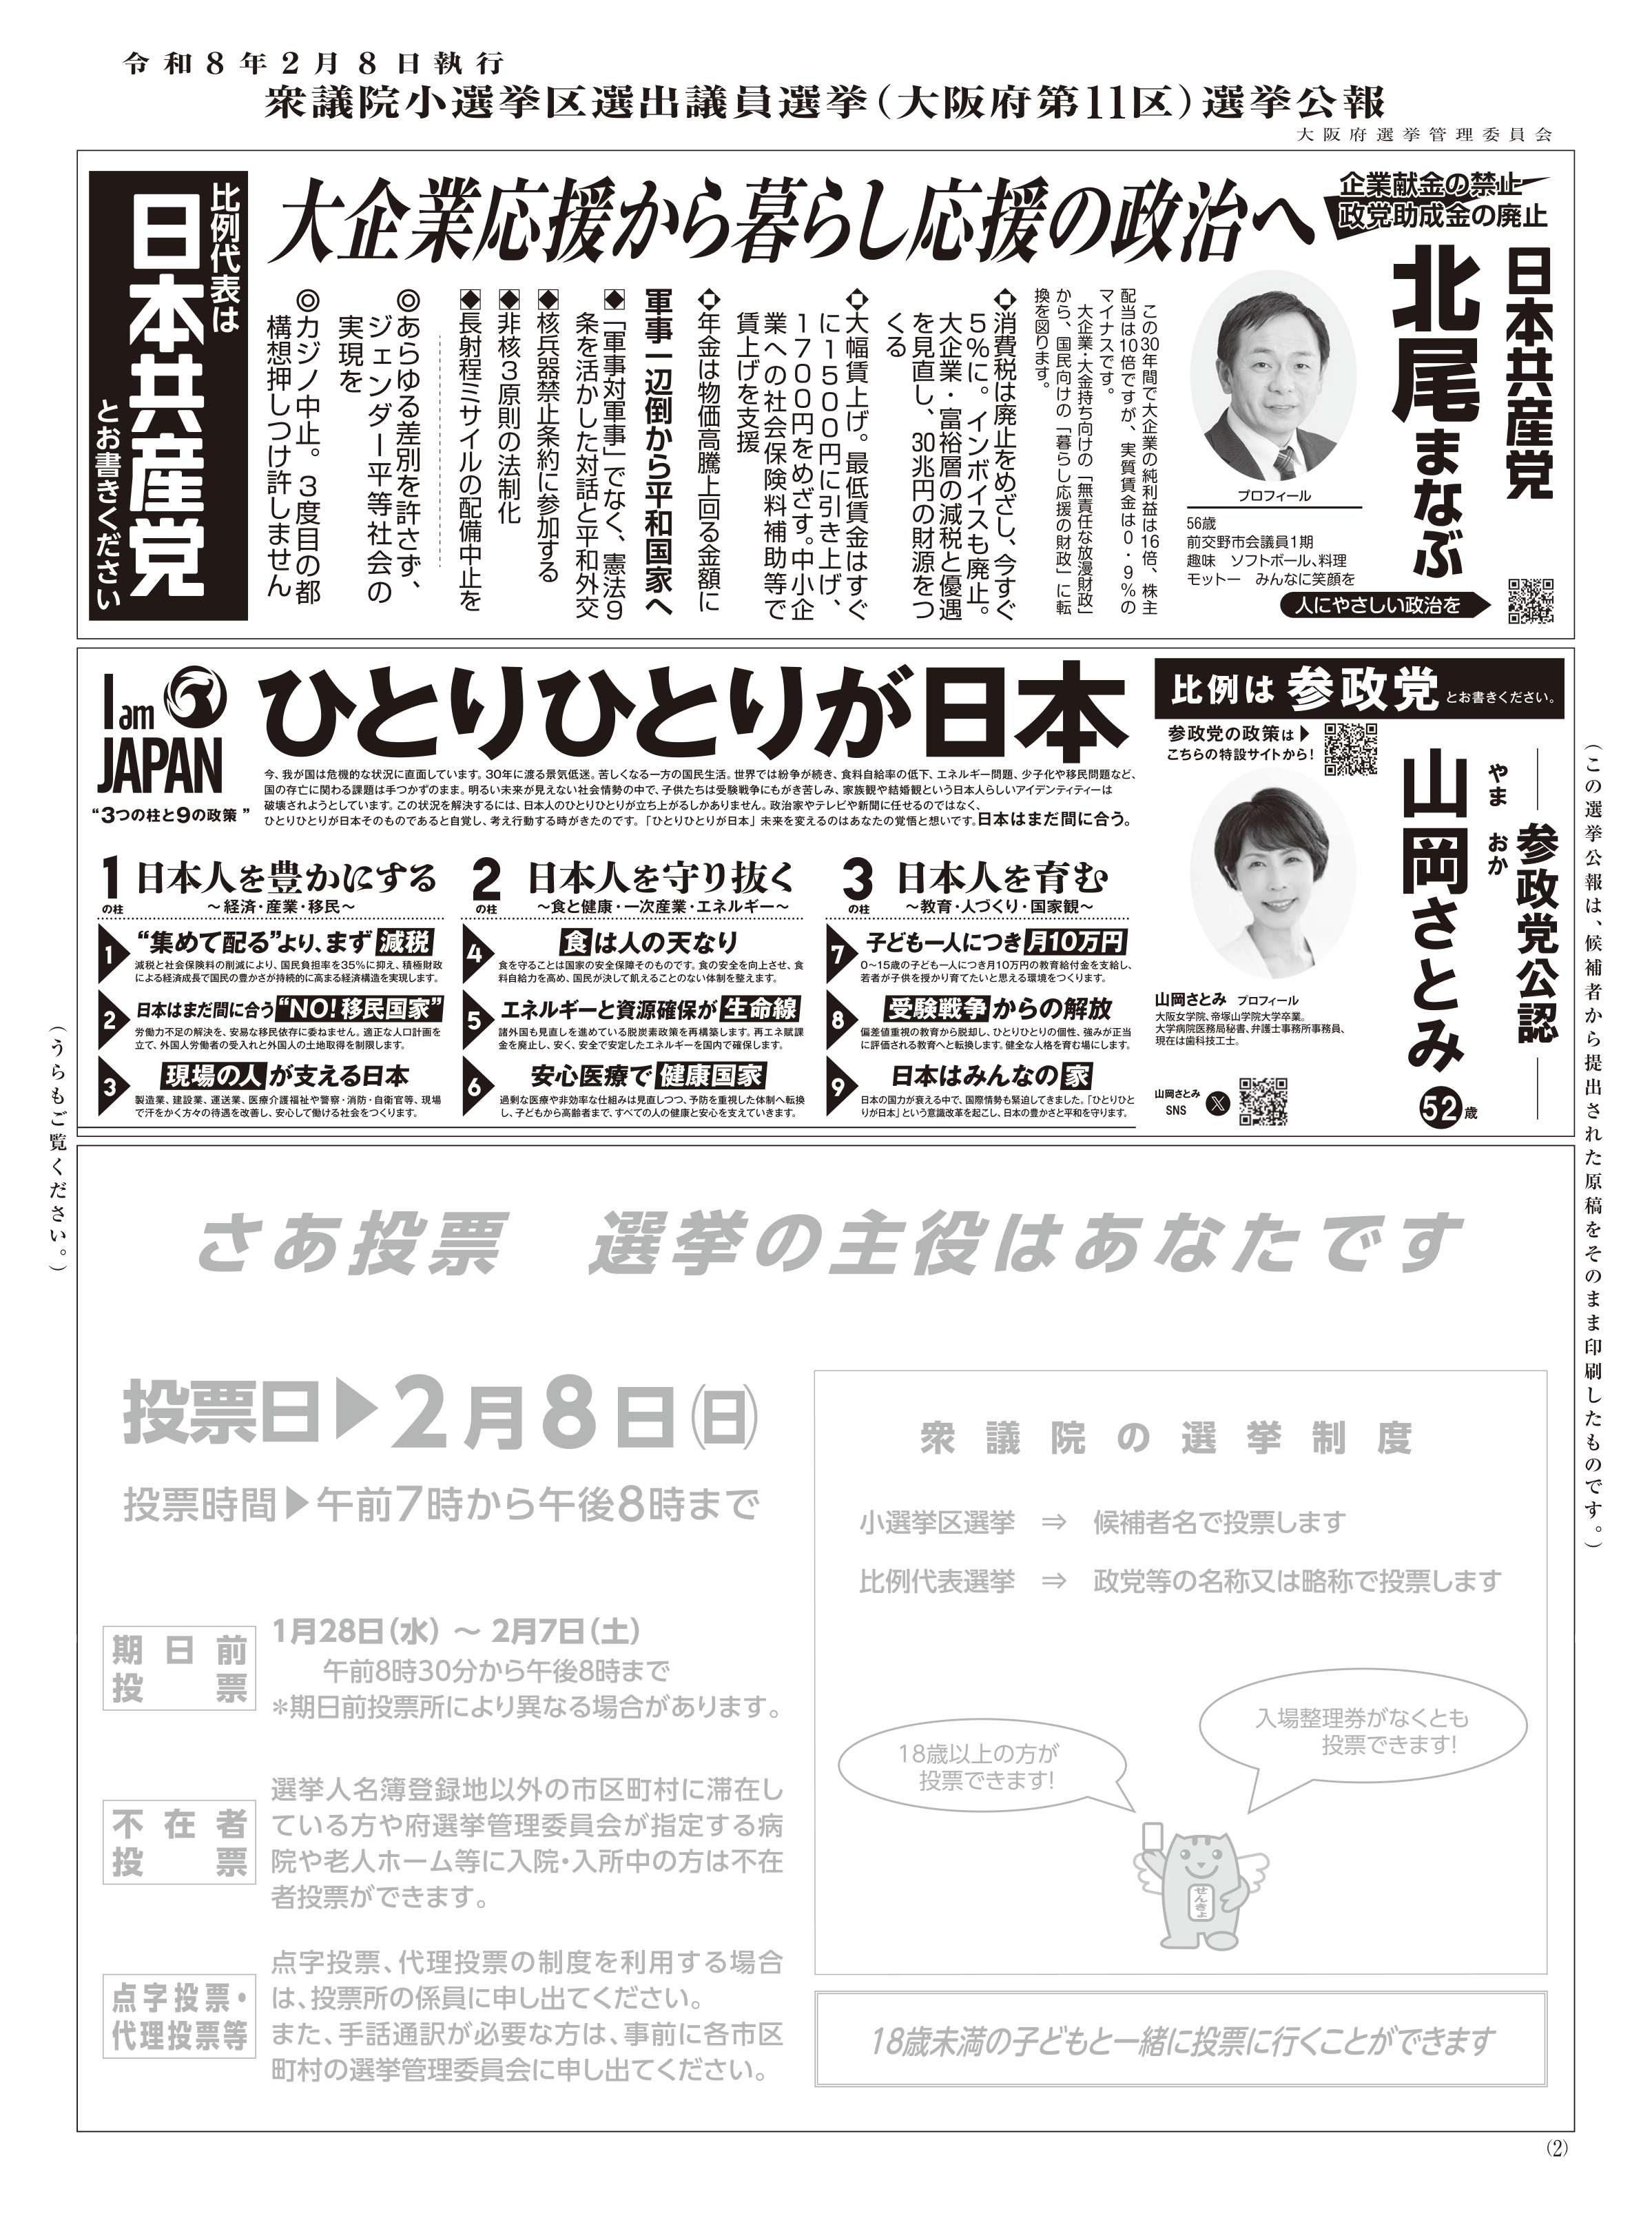 令和8年2月8日執行
衆議院小選挙区選出議員選挙(大阪府第11区)選挙公報
大阪府選挙管理委員会
企業献金の禁止
政党助成金の廃止
日本共産党
北尾まなぶ
プロフィール
56歳
前交野市会議員1期
趣味 ソフトボール、料理
モットー みんなに笑顔を
人にやさしい政治を
大企業応援から暮らし応援の政治へ
この30年間で大企業の純利益は16倍、株主
配当は10倍ですが、実質賃金は0・9%の
マイナスです。
大企業・大金持ち向けの「無責任な放漫財政」
から、国民向けの「暮らし応援の財政」に転
換を図ります。
◇消費税は廃止をめざし、今すぐ
5%に。インボイスも廃止。
大企業・富裕層の減税と優遇
を見直し、30兆円の財源をつ
くる
◇大幅賃上げ。最低賃金はすぐ
に1500円に引き上げ、
1700円をめざす。中小企
業への社会保険料補助等で
賃上げを支援
◇年金は物価高騰上回る金額に
軍事一辺倒から平和国家へ
◆「軍事対軍事」でなく、憲法9
条を活かした対話と平和外交
◆核兵器禁止条約に参加する
◆非核3原則の法制化
◆長射程ミサイルの配備中止を
◎あらゆる差別を許さず、
ジェンダー平等社会の
実現を
◎カジノ中止。3度目の都
構想押しつけ許しません
比例代表は
日本共産党
とお書きください
I am
JAPAN
“3つの柱と9の政策”
ひとりひとりが日本
今、我が国は危機的な状況に直面しています。30年に渡る景気低迷。苦しくなる一方の国民生活。世界では紛争が続き、食料自給率の低下、エネルギー問題、少子化や移民問題など、
国の存亡に関わる課題は手つかずのまま。明るい未来が見えない社会情勢の中で、子供たちは受験戦争にもがき苦しみ、家族観や結婚観という日本人らしいアイデンティティーは
破壊されようとしています。この状況を解決するには、日本人のひとりひとりが立ち上がるしかありません。政治家やテレビや新聞に任せるのではなく、
ひとりひとりが日本そのものであると自覚し、考え行動する時がきたのです。「ひとりひとりが日本」未来を変えるのはあなたの覚悟と想いです。日本はまだ間に合う。
1の柱 日本人を豊かにする
～経済・産業・移民～
1 “集めて配る”より、まず減税
減税と社会保険料の削減により、国民負担率を35%に抑え、積極財政
による経済成長で国民の豊かさが持続的に高まる経済構造を実現します。
2 日本はまだ間に合う“NO!移民国家”
労働力不足の解決を、安易な移民依存に委ねません。適正な人口計画を
立て、外国人労働者の受入れと外国人の土地取得を制限します。
3 現場の人が支える日本
製造業、建設業、運送業、医療介護福祉や警察・消防・自衛官等、現場
で汗をかく方々の待遇を改善し、安心して働ける社会をつくります。
2の柱 日本人を守り抜く
～食と健康・一次産業・エネルギー～
4 食は人の天なり
食を守ることは国家の安全保障そのものです。食の安全を向上させ、食
料自給力を高め、国民が決して飢えることのない体制を整えます。
5 エネルギーと資源確保が生命線
諸外国も見直しを進めている脱炭素政策を再構築します。再エネ賦課
金を廃止し、安く、安全で安定したエネルギーを国内で確保します。
6 安心医療で健康国家
過剰な医療や非効率な仕組みは見直しつつ、予防を重視した体制へ転換
し、子どもから高齢者まで、すべての人の健康と安心を支えていきます。
3の柱 日本人を育む
～教育・人づくり・国家観～
7 子ども一人につき月10万円
0～15歳の子ども一人につき月10万円の教育給付金を支給し、
若者が子供を授かり育てたいと思える環境をつくります。
8 受験戦争からの解放
偏差値重視の教育から脱却し、ひとりひとりの個性、強みが正当
に評価される教育へと転換します。健全な人格を育む場にします。
9 日本はみんなの家
日本の国力が衰える中で、国際情勢も緊迫してきました。「ひとりひと
りが日本」という意識改革を起こし、日本の豊かさと平和を守ります。
比例は参政党とお書きください。
参政党の政策は▶
こちらの特設サイトから!
参政党公認
やま おか
山岡さとみ
52歳
山岡さとみ プロフィール
大阪女学院、帝塚山学院大学卒業。
大学病院医務局秘書、弁護士事務所事務員、
現在は歯科技工士。
山岡さとみ
SNS
(この選挙公報は、候補者から提出された原稿をそのまま印刷したものです。)
(うらもご覧ください。)
さあ投票 選挙の主役はあなたです
投票日▶2月8日(日)
投票時間▶午前7時から午後8時まで
期日前
投票
1月28日(水)～2月7日(土)
午前8時30分から午後8時まで
*期日前投票所により異なる場合があります。
不在者
投票
選挙人名簿登録地以外の市区町村に滞在し
ている方や府選挙管理委員会が指定する病
院や老人ホーム等に入院・入所中の方は不在
者投票ができます。
点字投票・
代理投票等
点字投票、代理投票の制度を利用する場合
は、投票所の係員に申し出てください。
また、手話通訳が必要な方は、事前に各市区
町村の選挙管理委員会に申し出てください。
衆議院の選挙制度
小選挙区選挙 ⇒ 候補者名で投票します
比例代表選挙 ⇒ 政党等の名称又は略称で投票します
18歳以上の方が
投票できます!
入場整理券がなくとも
投票できます!
せんきょ
18歳未満の子どもと一緒に投票に行くことができます
(2)